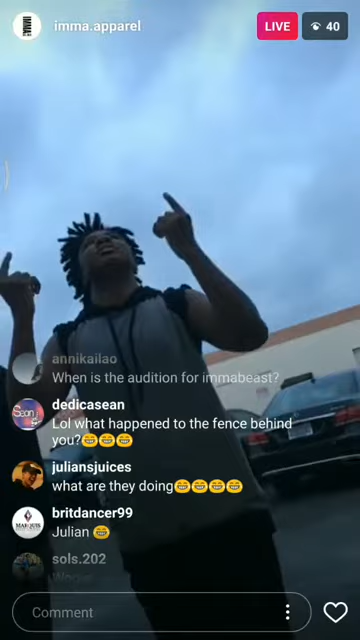 imma.apparel
LIVE
40
annikailao
When is the audition for immabeast?
dedicasean
Lol what happened to the fence behind
you?😂😂😂
juliansjuices
what are they doing😂😂😂😂
britdancer99
Julian 😂
sols.202
Comment